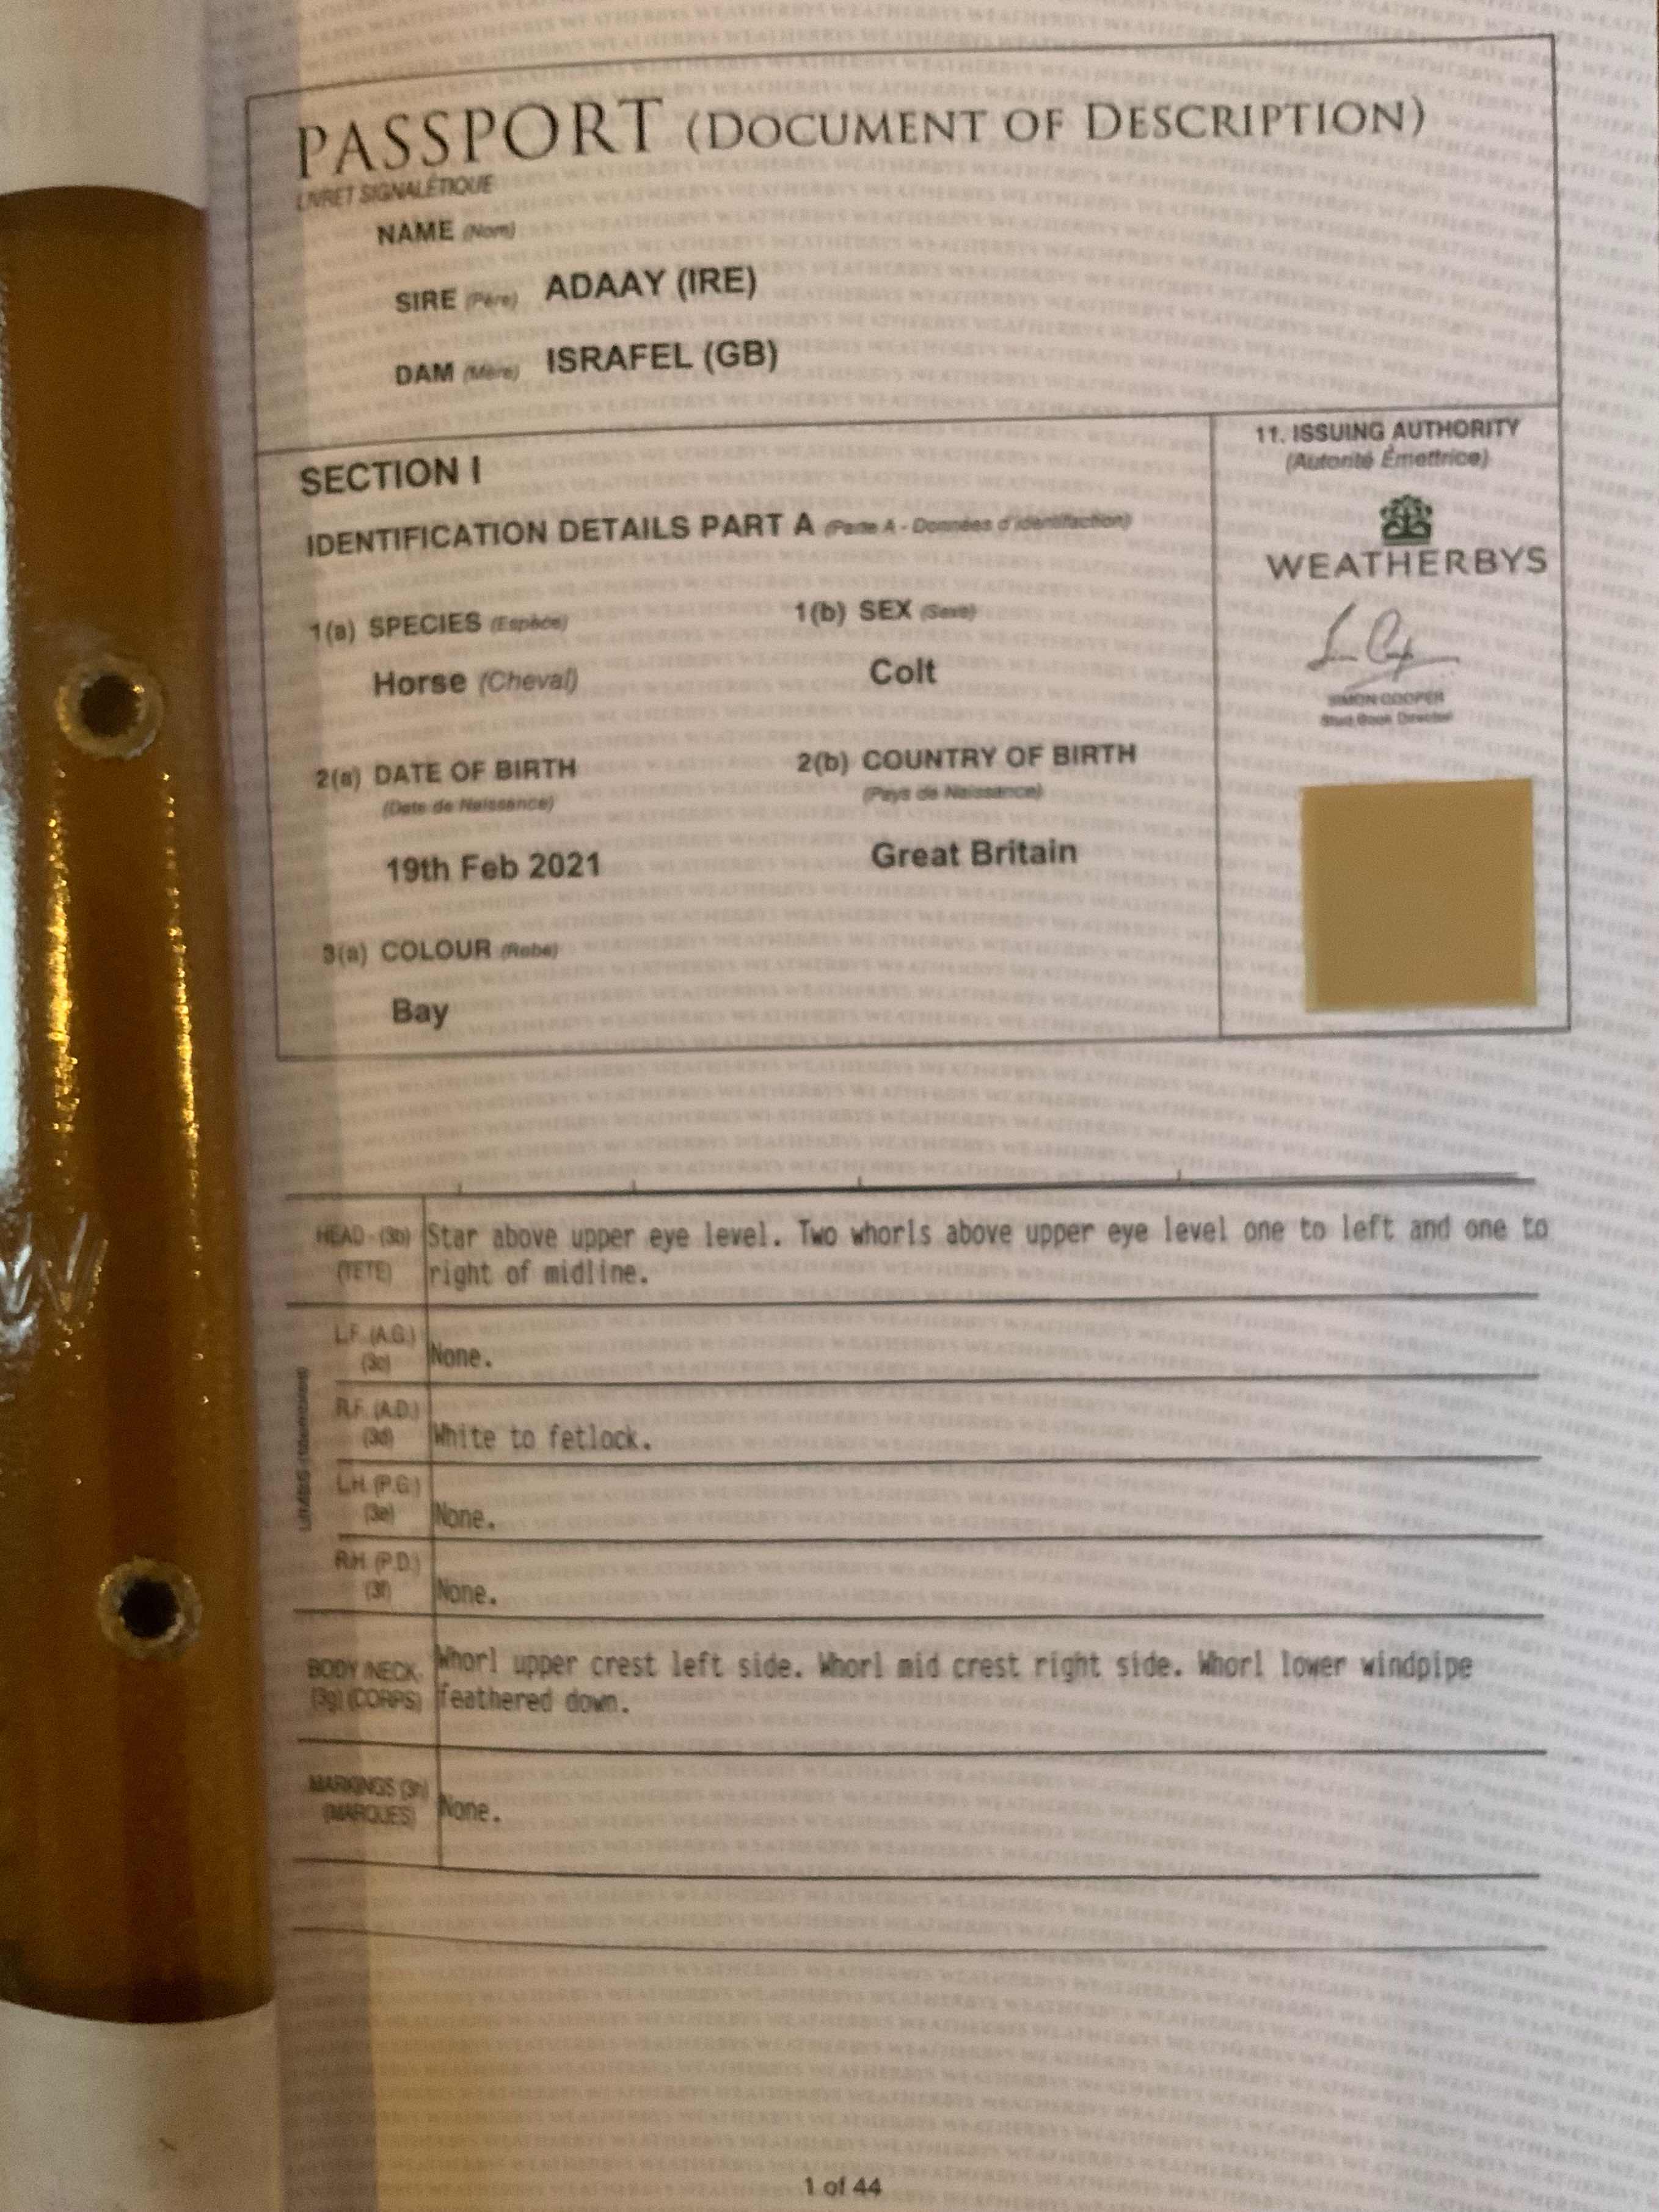 PASSPORT (DOCUMENT OF DESCRIPTION)
LIVRET SIGNALÉTIQUE
NAME (Nom)
SIRE (Père) ADAAY (IRE)
DAM (Mère) ISRAFEL (GB)
SECTION I
IDENTIFICATION DETAILS PART A (Partie A - Données d'identifaction)
1(a) SPECIES (Espèce)
1(b) SEX (Sexe)
Horse (Cheval)
Colt
2(a) DATE OF BIRTH
(Date de Naissance)
2(b) COUNTRY OF BIRTH
(Pays de Naissance)
19th Feb 2021
Great Britain
3(a) COLOUR (Robe)
Bay
11. ISSUING AUTHORITY
(Autorité Émettrice)
WEATHERBYS
SIMON COOPER
Stud Book Director
HEAD - (3b) Star above upper eye level. Two whorls above upper eye level one to left and one to
(TETE) right of midline.
L.F. (A.G.)
(3c) None.
R.F. (A.D.)
(3d) White to fetlock.
L.H. (P.G.)
(3e) None.
R.H. (P.D.)
(3f) None.
BODY /NECK. Whorl upper crest left side. Whorl mid crest right side. Whorl lower windpipe
(3g) (CORPS) feathered down.
MARKINGS (3h)
(MARQUES) None.
1 of 44